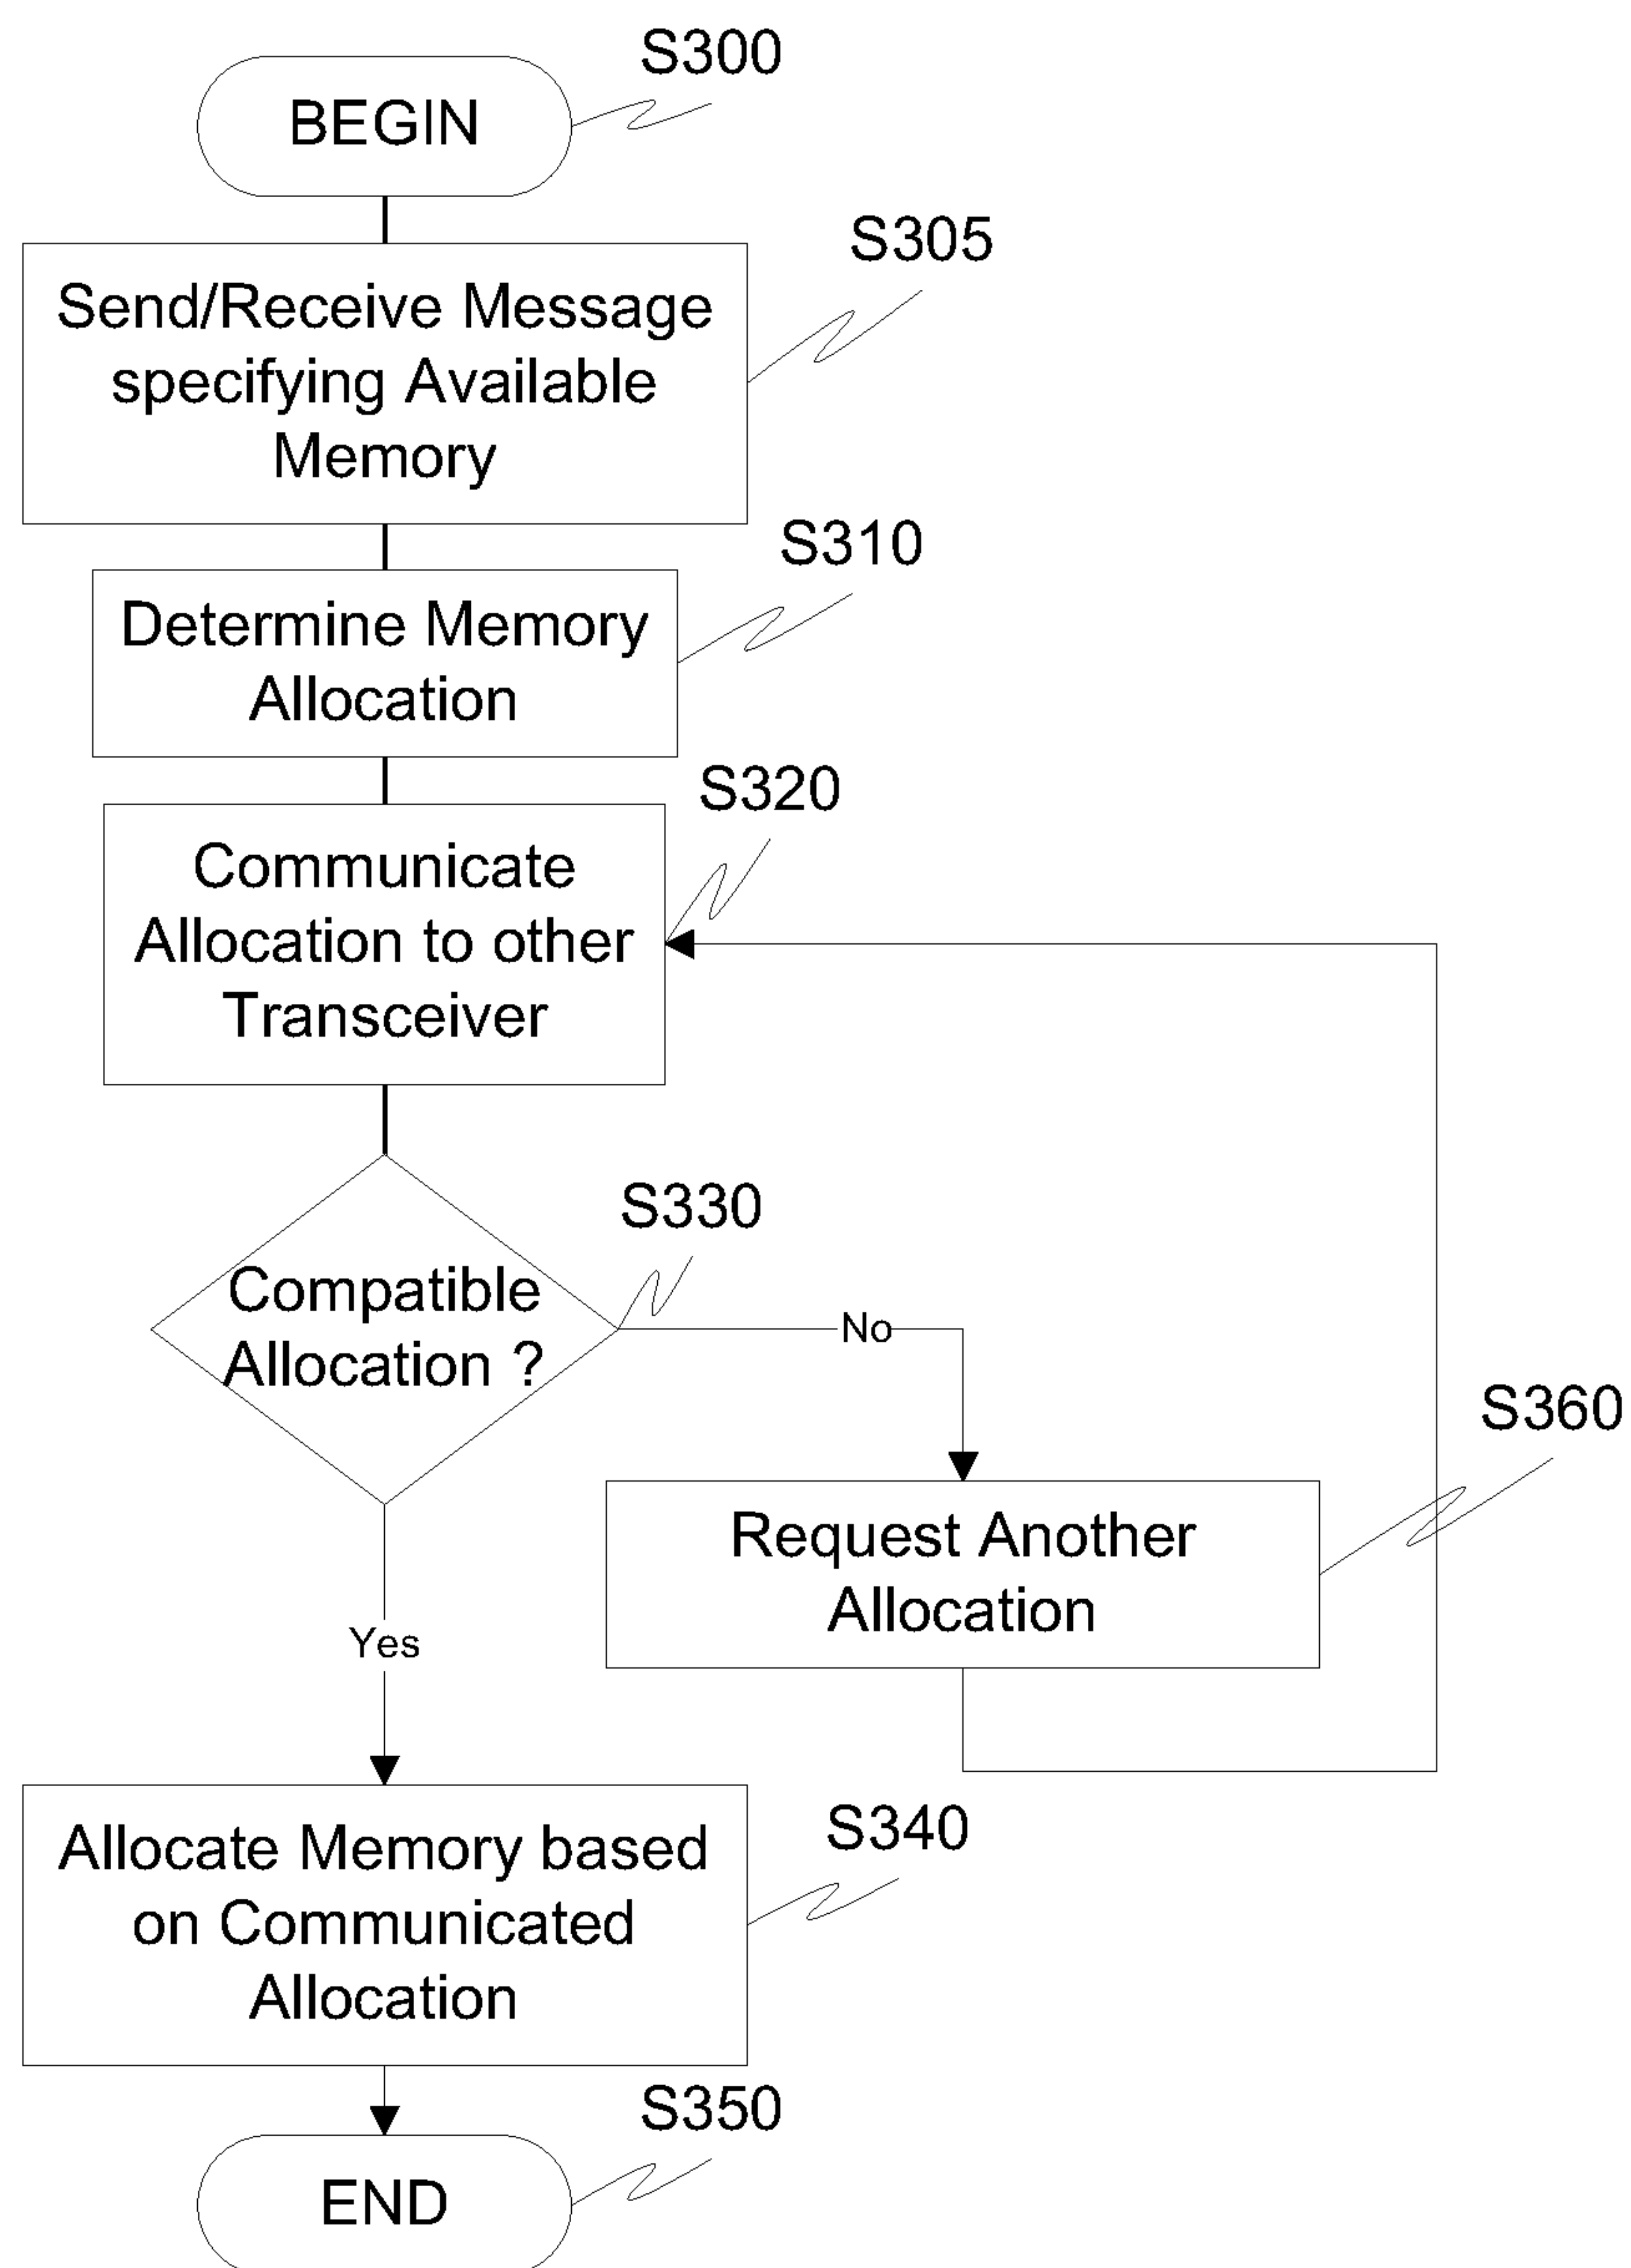 S300
BEGIN
S305
Send/Receive Message
specifying Available
Memory
S310
Determine Memory
Allocation
S320
Communicate
Allocation to other
Transceiver
S330
Compatible
Allocation ?
No
S360
Request Another
Allocation
Yes
S340
Allocate Memory based
on Communicated
Allocation
S350
END